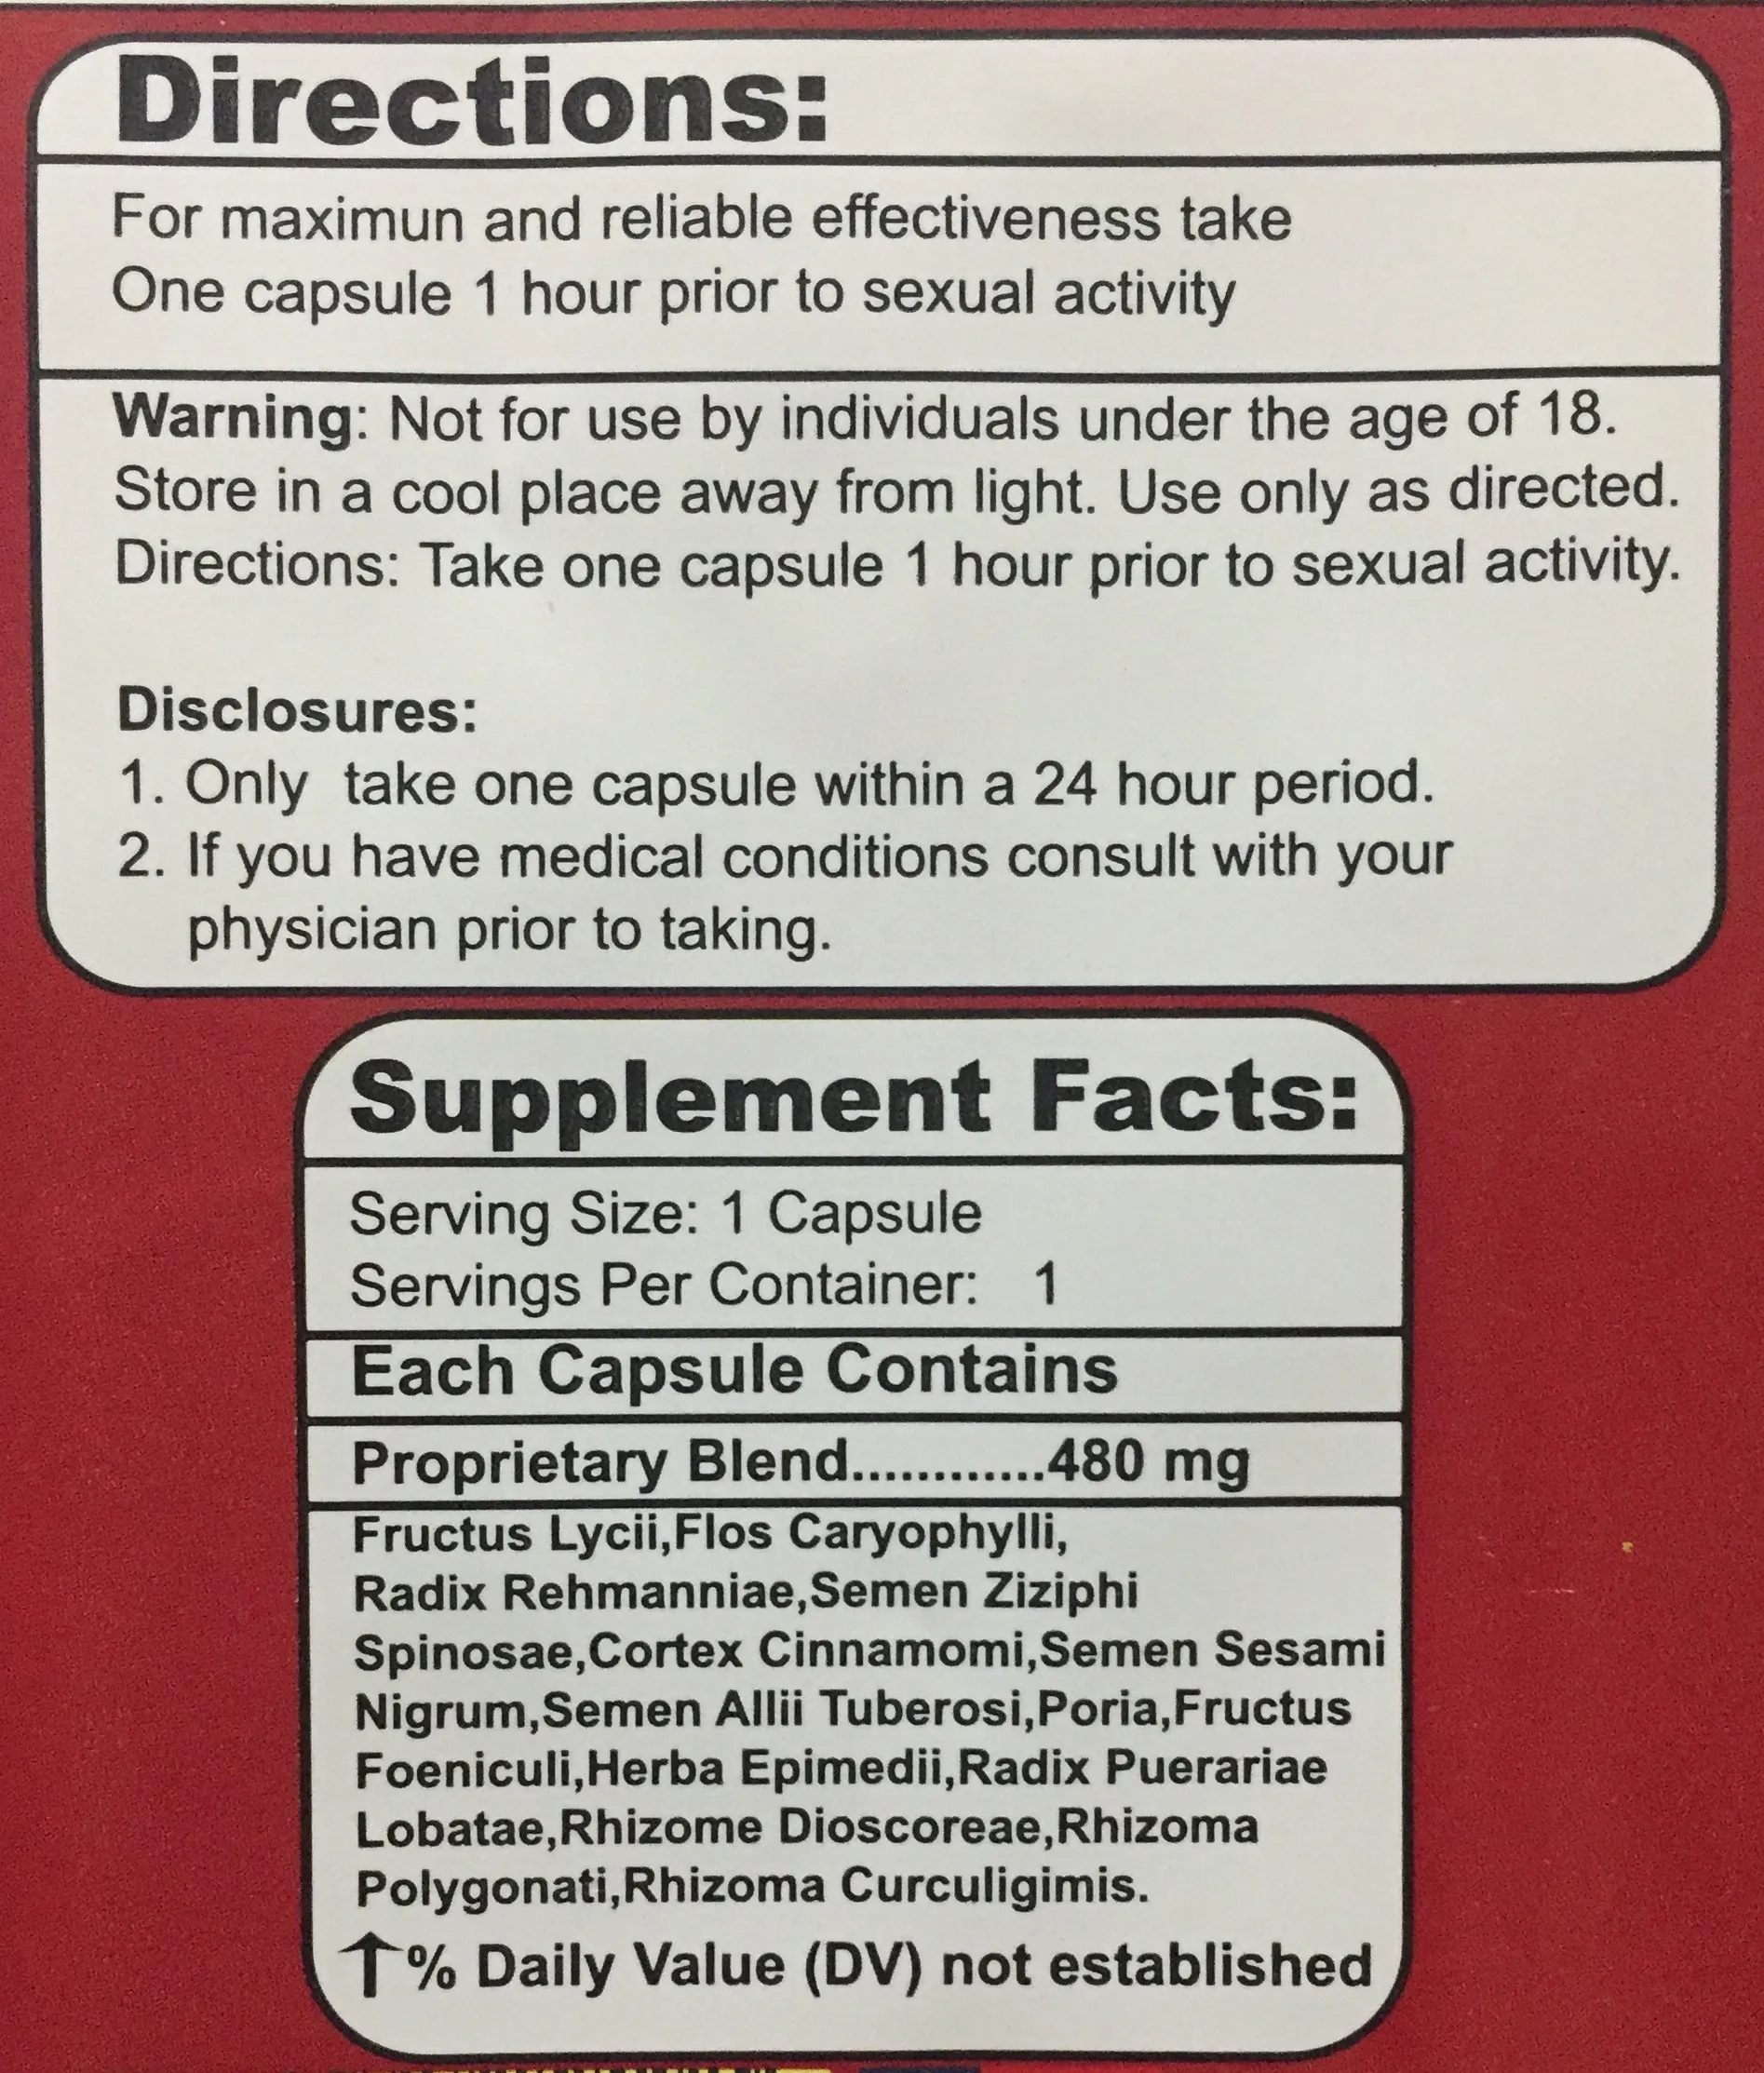 Directions:
For maximun and reliable effectiveness take
One capsule 1 hour prior to sexual activity
Warning: Not for use by individuals under the age of 18.
Store in a cool place away from light. Use only as directed.
Directions: Take one capsule 1 hour prior to sexual activity.
Disclosures:
1. Only take one capsule within a 24 hour period.
2. If you have medical conditions consult with your
physician prior to taking.
Supplement Facts:
Serving Size: 1 Capsule
Servings Per Container: 1
Each Capsule Contains
Proprietary Blend............480 mg
Fructus Lycii,Flos Caryophylli,
Radix Rehmanniae,Semen Ziziphi
Spinosae,Cortex Cinnamomi,Semen Sesami
Nigrum,Semen Allii Tuberosi,Poria,Fructus
Foeniculi,Herba Epimedii,Radix Puerariae
Lobatae,Rhizome Dioscoreae,Rhizoma
Polygonati,Rhizoma Curculigimis.
↑% Daily Value (DV) not established